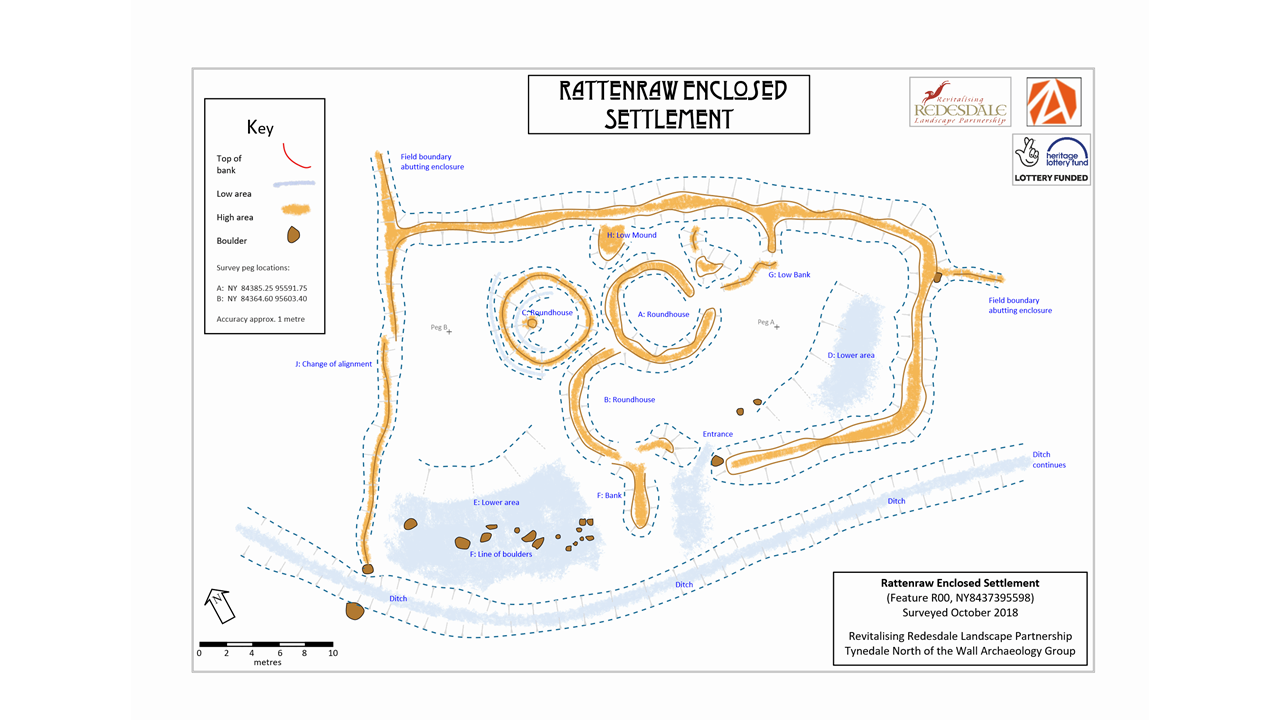 RATTENRAW ENCLOSED
SETTLEMENT
Revitalising
REDESDALE
Landscape Partnership
heritage
lottery fund
LOTTERY FUNDED
Key
Top of
bank
Low area
High area
Boulder
Survey peg locations:
A: NY 84385.25 95591.75
B: NY 84364.60 95603.40
Accuracy approx. 1 metre
Field boundary
abutting enclosure
H: Low Mound
G: Low Bank
C: Roundhouse
A: Roundhouse
Peg B
Peg A
Field boundary
abutting enclosure
J: Change of alignment
D: Lower area
B: Roundhouse
Entrance
Ditch
continues
E: Lower area
F: Bank
Ditch
F: Line of boulders
Ditch
Ditch
N
0 2 4 6 8 10
metres
Rattenraw Enclosed Settlement
(Feature R00, NY8437395598)
Surveyed October 2018
Revitalising Redesdale Landscape Partnership
Tynedale North of the Wall Archaeology Group